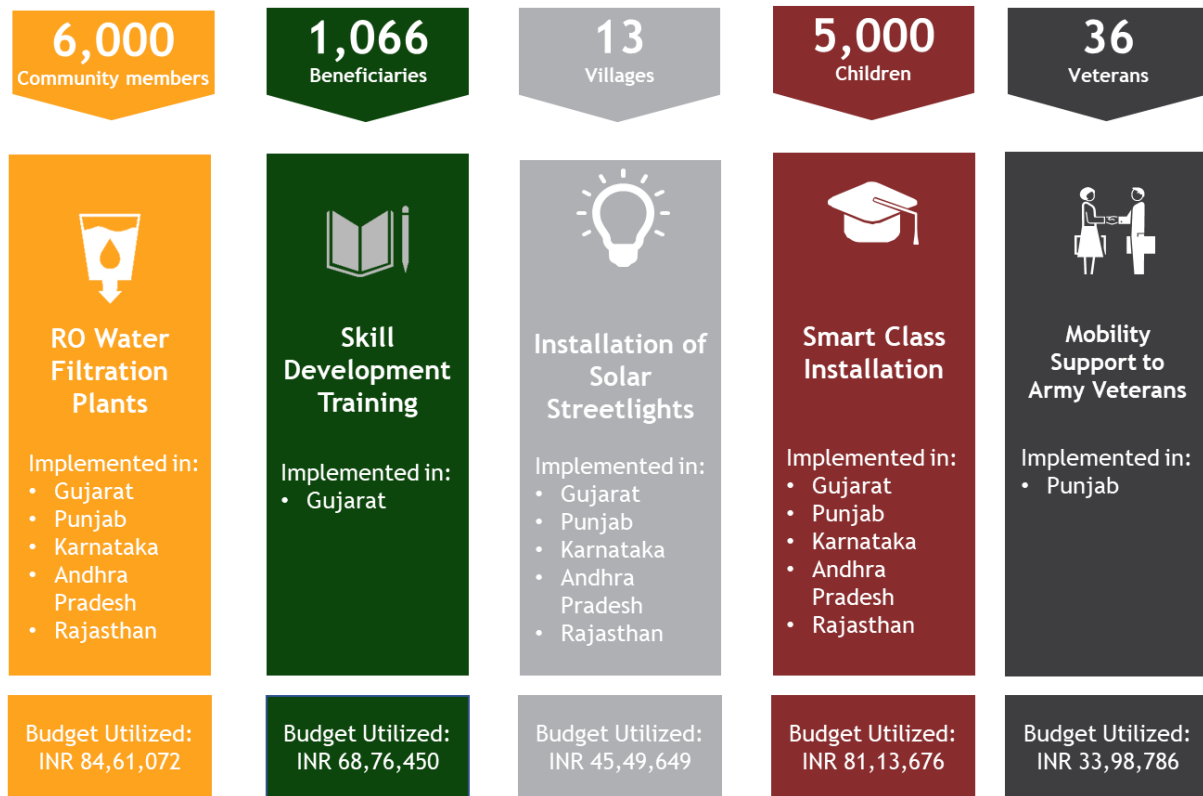 6,000
Community members
RO Water
Filtration
Plants
Implemented in:
• Gujarat
• Punjab
• Karnataka
• Andhra
Pradesh
• Rajasthan
Budget Utilized:
INR 84,61,072
1,066
Beneficiaries
Skill
Development
Training
Implemented in:
• Gujarat
Budget Utilized:
INR 68,76,450
13
Villages
Installation of
Solar
Streetlights
Implemented in:
• Gujarat
• Punjab
• Karnataka
• Andhra
Pradesh
• Rajasthan
Budget Utilized:
INR 45,49,649
5,000
Children
Smart Class
Installation
Implemented in:
• Gujarat
• Punjab
• Karnataka
• Andhra
Pradesh
• Rajasthan
Budget Utilized:
INR 81,13,676
36
Veterans
Mobility
Support to
Army Veterans
Implemented in:
• Punjab
Budget Utilized:
INR 33,98,786